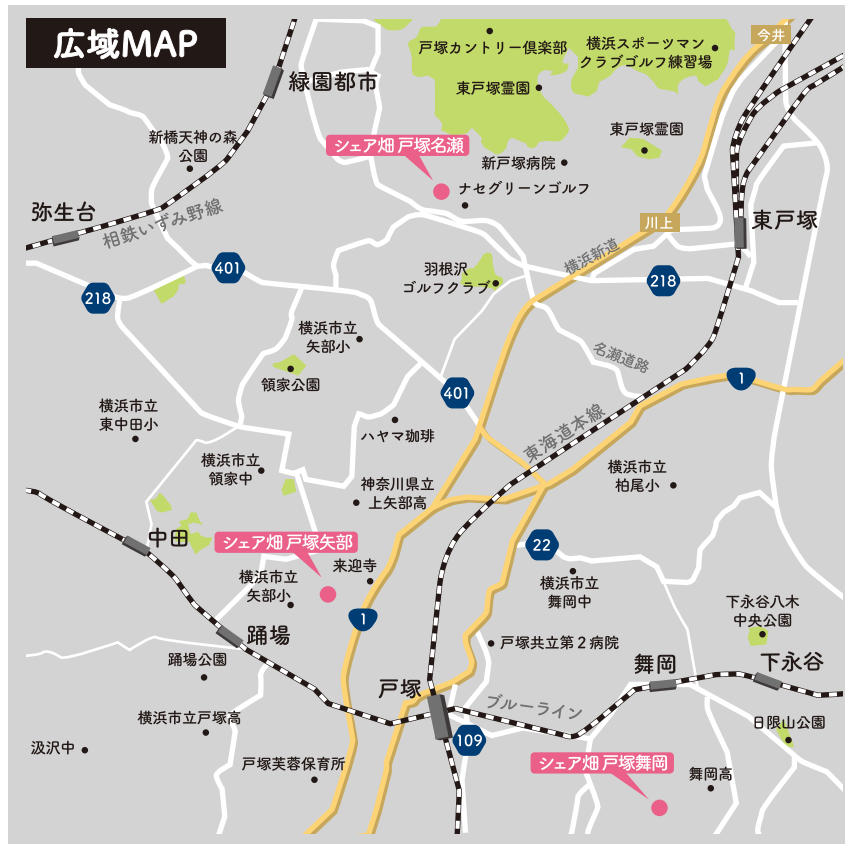 広域MAP
今井
戸塚カントリー倶楽部
横浜スポーツマン
クラブゴルフ練習場
緑園都市
東戸塚霊園
東戸塚霊園
新橋天神の森
公園
シェア畑 戸塚名瀬
新戸塚病院
ナセグリーンゴルフ
弥生台
相鉄いずみ野線
川上
東戸塚
横浜新道
401
羽根沢
ゴルフクラブ
218
218
横浜市立
矢部小
名瀬道路
領家公園
1
401
横浜市立
東中田小
ハヤマ珈琲
東海道本線
横浜市立
領家中
神奈川県立
上矢部高
横浜市立
柏尾小
中田
シェア畑 戸塚矢部
22
来迎寺
横浜市立
矢部小
横浜市立
舞岡中
下永谷八木
中央公園
1
踊場
戸塚共立第2病院
踊場公園
舞岡
下永谷
戸塚
ブルーライン
横浜市立戸塚高
日限山公園
汲沢中
109
戸塚芙蓉保育所
シェア畑 戸塚舞岡
舞岡高